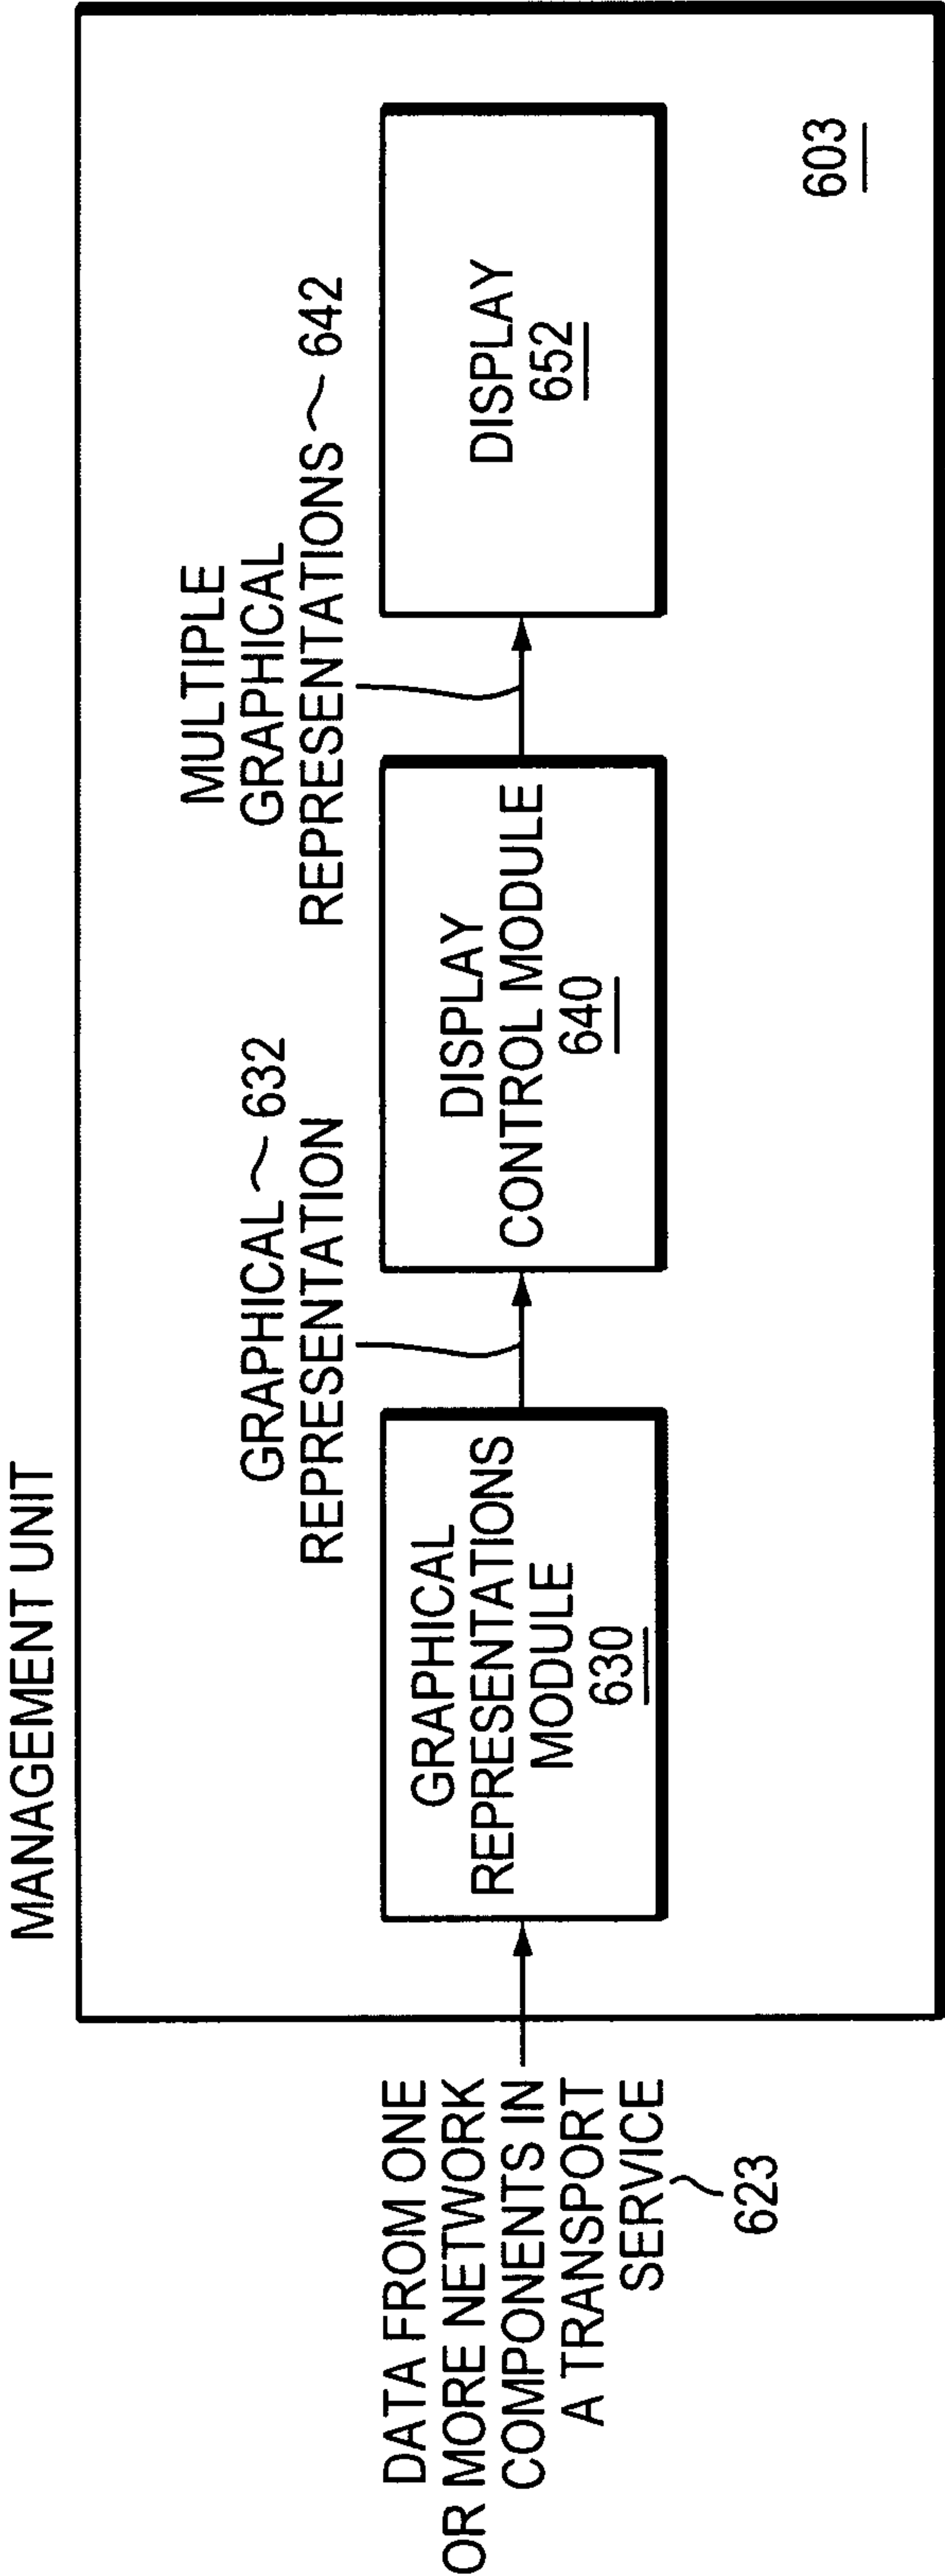 MANAGEMENT UNIT
DATA FROM ONE
OR MORE NETWORK
COMPONENTS IN
A TRANSPORT
SERVICE
623
GRAPHICAL
REPRESENTATIONS
MODULE
630
GRAPHICAL ~ 632
REPRESENTATION
DISPLAY
CONTROL MODULE
640
MULTIPLE
GRAPHICAL
REPRESENTATIONS ~ 642
DISPLAY
652
603